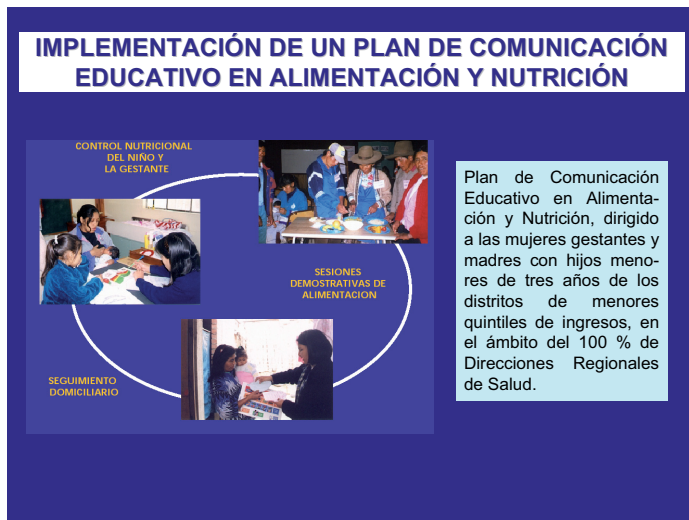 IMPLEMENTACIÓN DE UN PLAN DE COMUNICACIÓN
EDUCATIVO EN ALIMENTACIÓN Y NUTRICIÓN
CONTROL NUTRICIONAL
DEL NIÑO Y
LA GESTANTE
SESIONES
DEMOSTRATIVAS DE
ALIMENTACION
SEGUIMIENTO
DOMICILIARIO
Plan de Comunicación
Educativo en Alimenta-
ción y Nutrición, dirigido
a las mujeres gestantes y
madres con hijos meno-
res de tres años de los
distritos de menores
quintiles de ingresos, en
el ámbito del 100 % de
Direcciones Regionales
de Salud.